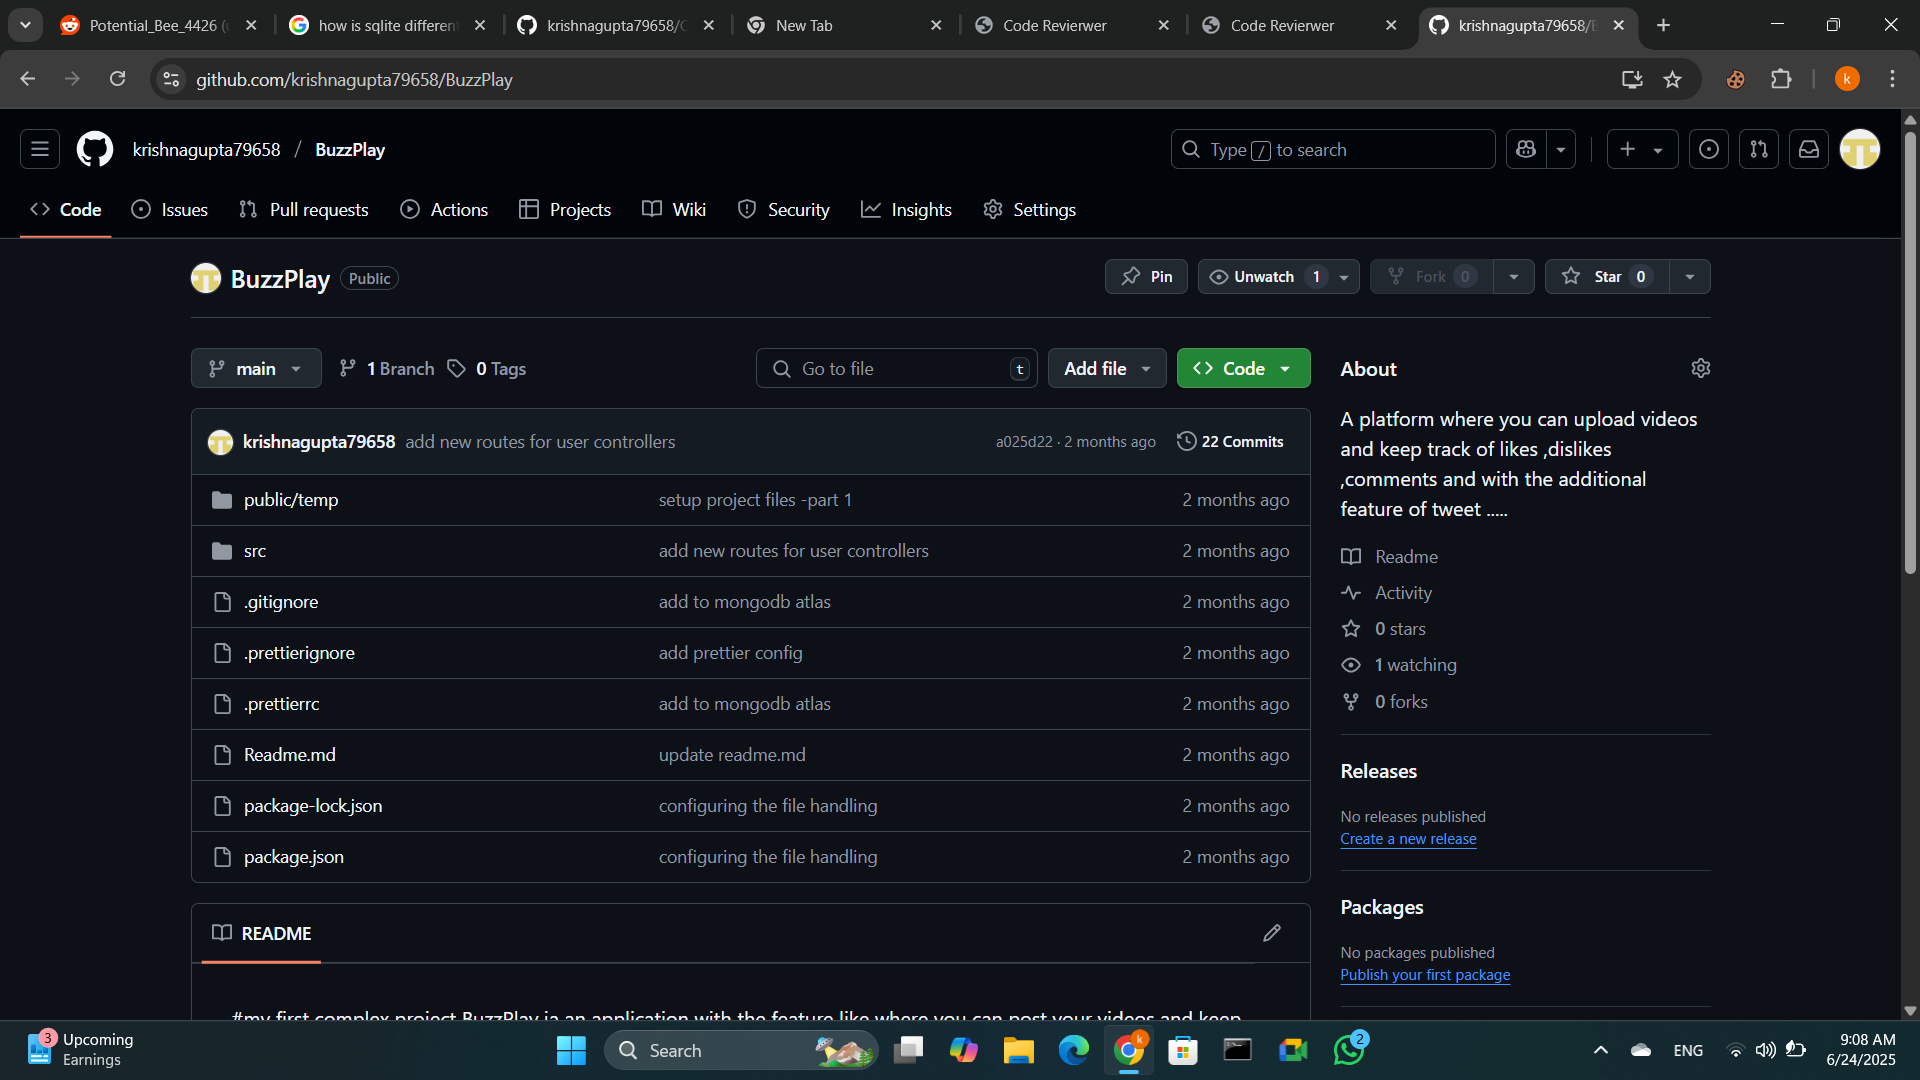 Potential_Bee_4426 (
how is sqlite differen
krishnagupta79658/C
New Tab
Code Revierwer
Code Revierwer
krishnagupta79658/B
github.com/krishnagupta79658/BuzzPlay
k
krishnagupta79658 / BuzzPlay
Type / to search
Code
Issues
Pull requests
Actions
Projects
Wiki
Security
Insights
Settings
BuzzPlay Public
Pin
Unwatch 1
Fork 0
Star 0
main
1 Branch
0 Tags
Go to file t
Add file
Code
krishnagupta79658 add new routes for user controllers a025d22 · 2 months ago 22 Commits
public/temp setup project files -part 1 2 months ago
src add new routes for user controllers 2 months ago
.gitignore add to mongodb atlas 2 months ago
.prettierignore add prettier config 2 months ago
.prettierrc add to mongodb atlas 2 months ago
Readme.md update readme.md 2 months ago
package-lock.json configuring the file handling 2 months ago
package.json configuring the file handling 2 months ago
README
#my first complex project BuzzPlay ia an application with the feature like where you can post your videos and keep
About
A platform where you can upload videos
and keep track of likes ,dislikes
,comments and with the additional
feature of tweet .....
Readme
Activity
0 stars
1 watching
0 forks
Releases
No releases published
Create a new release
Packages
No packages published
Publish your first package
3
Upcoming
Earnings
Search
k
2
ENG
9:08 AM
6/24/2025